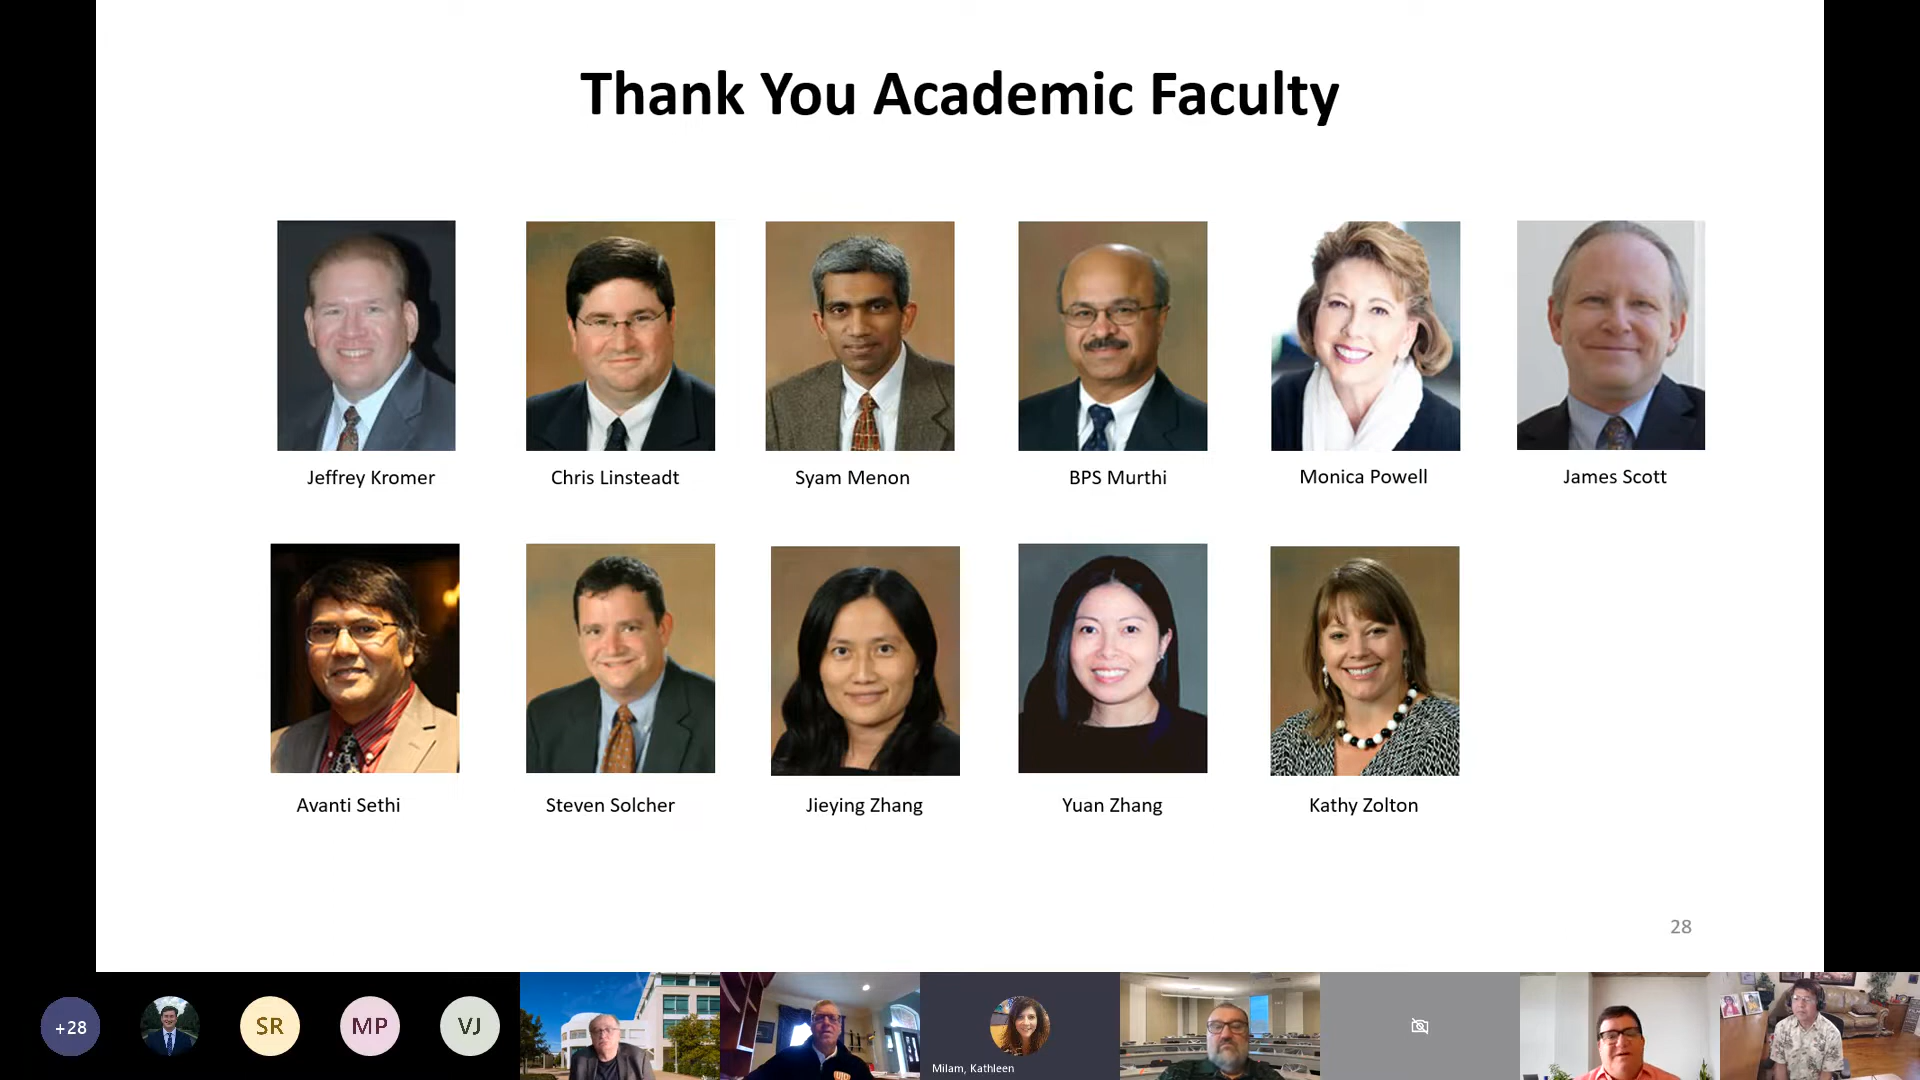 Thank You Academic Faculty
Jeffrey Kromer
Chris Linsteadt
Syam Menon
BPS Murthi
Monica Powell
James Scott
Avanti Sethi
Steven Solcher
Jieying Zhang
Yuan Zhang
Kathy Zolton
28
+28
SR
MP
VJ
Milam, Kathleen